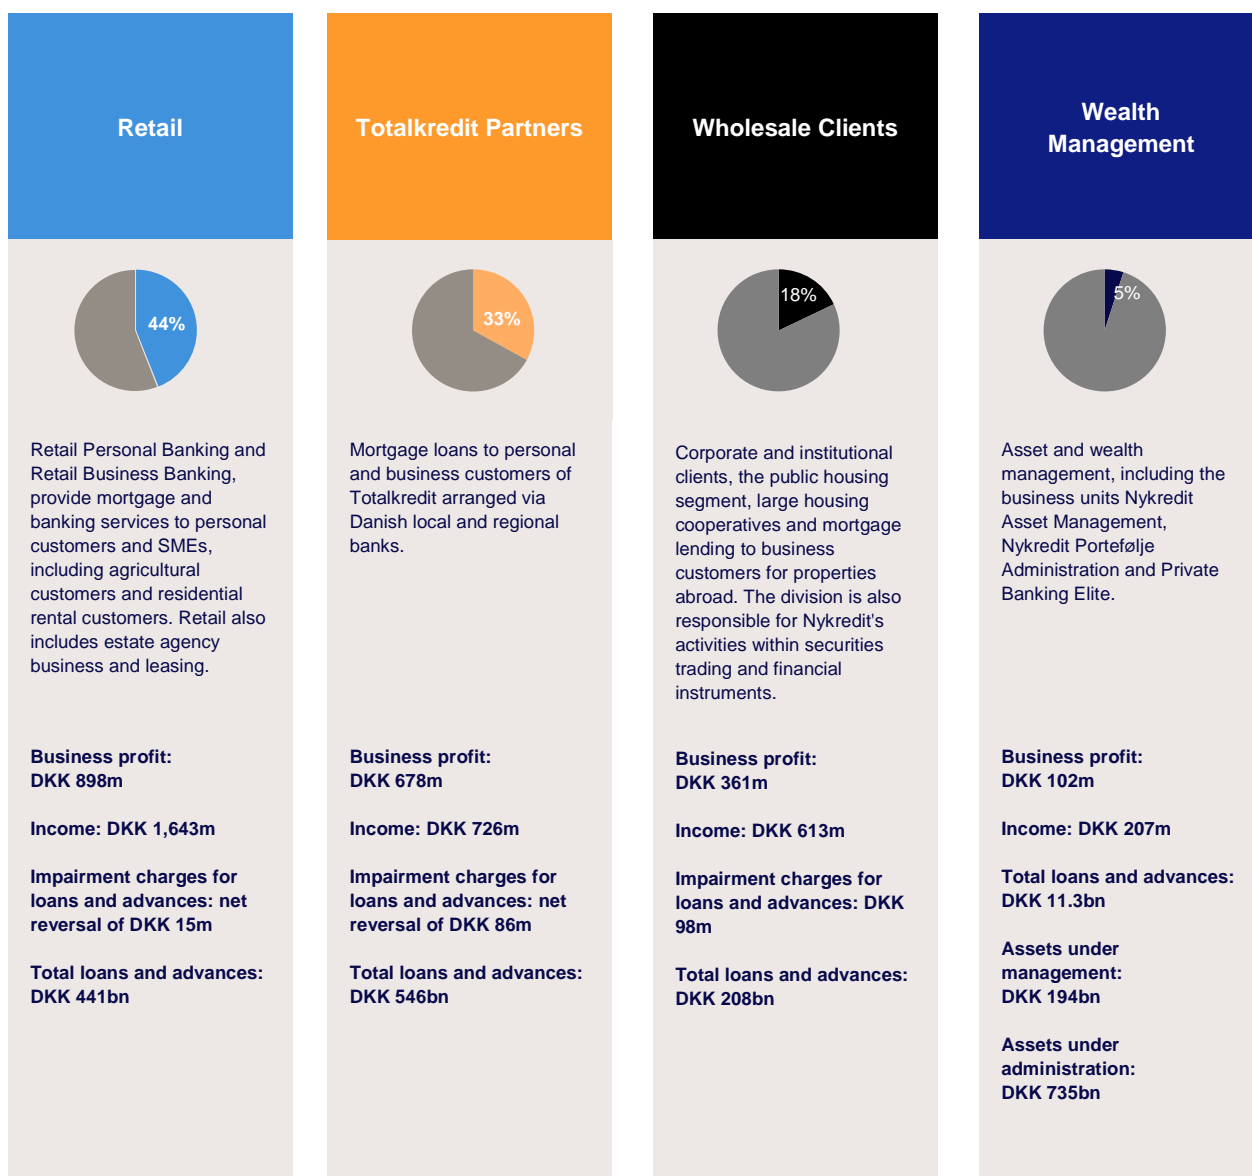 Retail
44%
Retail Personal Banking and
Retail Business Banking,
provide mortgage and
banking services to personal
customers and SMEs,
including agricultural
customers and residential
rental customers. Retail also
includes estate agency
business and leasing.
Business profit:
DKK 898m
Income: DKK 1,643m
Impairment charges for
loans and advances: net
reversal of DKK 15m
Total loans and advances:
DKK 441bn
Totalkredit Partners
33%
Mortgage loans to personal
and business customers of
Totalkredit arranged via
Danish local and regional
banks.
Business profit:
DKK 678m
Income: DKK 726m
Impairment charges for
loans and advances: net
reversal of DKK 86m
Total loans and advances:
DKK 546bn
Wholesale Clients
18%
Corporate and institutional
clients, the public housing
segment, large housing
cooperatives and mortgage
lending to business
customers for properties
abroad. The division is also
responsible for Nykredit's
activities within securities
trading and financial
instruments.
Business profit:
DKK 361m
Income: DKK 613m
Impairment charges for
loans and advances: DKK
98m
Total loans and advances:
DKK 208bn
Wealth
Management
5%
Asset and wealth
management, including the
business units Nykredit
Asset Management,
Nykredit Portefølje
Administration and Private
Banking Elite.
Business profit:
DKK 102m
Income: DKK 207m
Total loans and advances:
DKK 11.3bn
Assets under
management:
DKK 194bn
Assets under
administration:
DKK 735bn